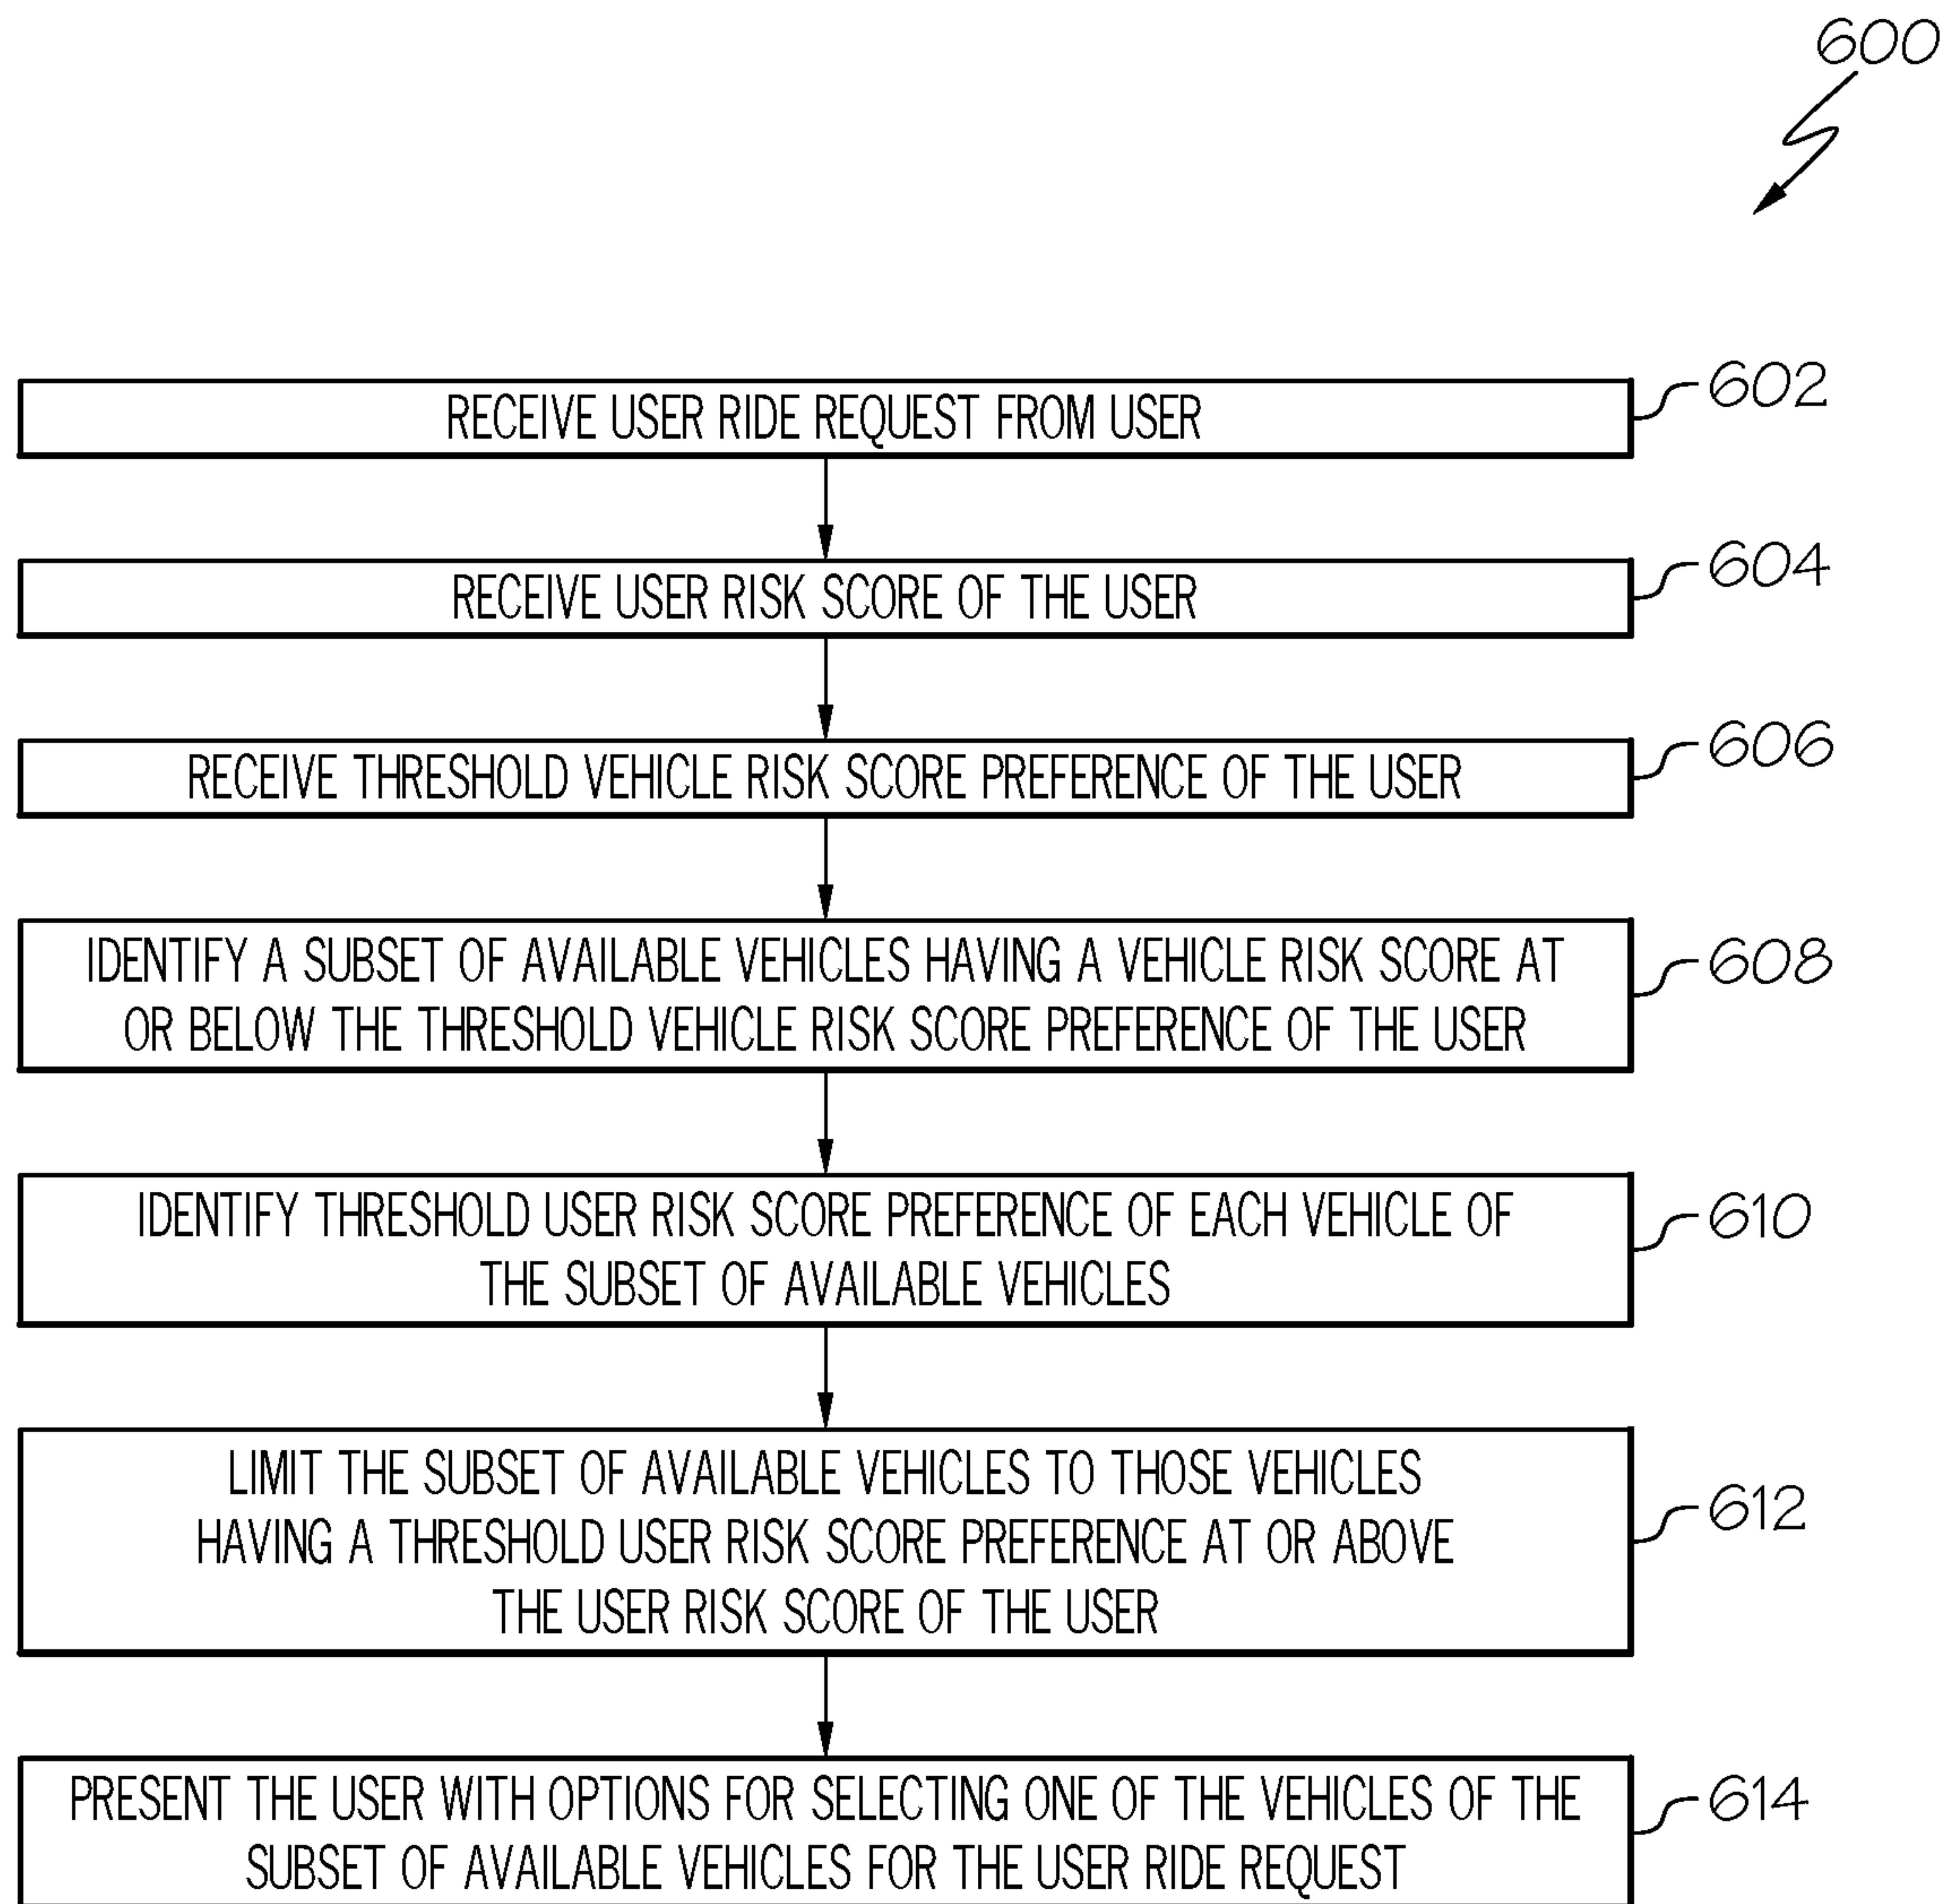 600
RECEIVE USER RIDE REQUEST FROM USER
602
RECEIVE USER RISK SCORE OF THE USER
604
RECEIVE THRESHOLD VEHICLE RISK SCORE PREFERENCE OF THE USER
606
IDENTIFY A SUBSET OF AVAILABLE VEHICLES HAVING A VEHICLE RISK SCORE AT
OR BELOW THE THRESHOLD VEHICLE RISK SCORE PREFERENCE OF THE USER
608
IDENTIFY THRESHOLD USER RISK SCORE PREFERENCE OF EACH VEHICLE OF
THE SUBSET OF AVAILABLE VEHICLES
610
LIMIT THE SUBSET OF AVAILABLE VEHICLES TO THOSE VEHICLES
HAVING A THRESHOLD USER RISK SCORE PREFERENCE AT OR ABOVE
THE USER RISK SCORE OF THE USER
612
PRESENT THE USER WITH OPTIONS FOR SELECTING ONE OF THE VEHICLES OF THE
SUBSET OF AVAILABLE VEHICLES FOR THE USER RIDE REQUEST
614